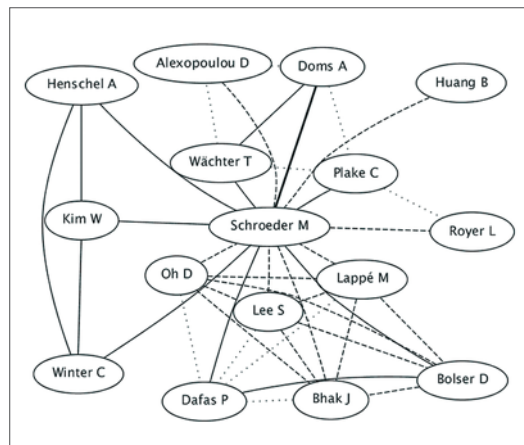 Alexopoulou D
Doms A
Henschel A
Huang B
Wächter T
Plake C
Kim W
Schroeder M
Royer L
Oh D
Lappé M
Lee S
Winter C
Dafas P
Bhak J
Bolser D